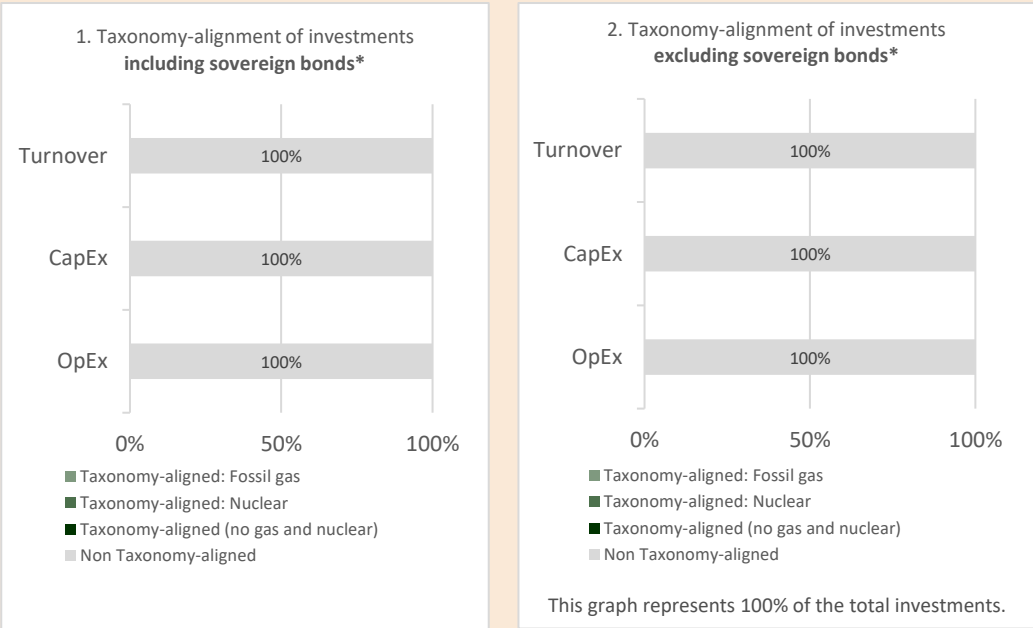 1. Taxonomy-alignment of investments
including sovereign bonds*
Turnover
100%
CapEx
100%
OpEx
100%
0%
50%
100%
Taxonomy-aligned: Fossil gas
Taxonomy-aligned: Nuclear
Taxonomy-aligned (no gas and nuclear)
Non Taxonomy-aligned
2. Taxonomy-alignment of investments
excluding sovereign bonds*
Turnover
100%
CapEx
100%
OpEx
100%
0%
50%
100%
Taxonomy-aligned: Fossil gas
Taxonomy-aligned: Nuclear
Taxonomy-aligned (no gas and nuclear)
Non Taxonomy-aligned
This graph represents 100% of the total investments.